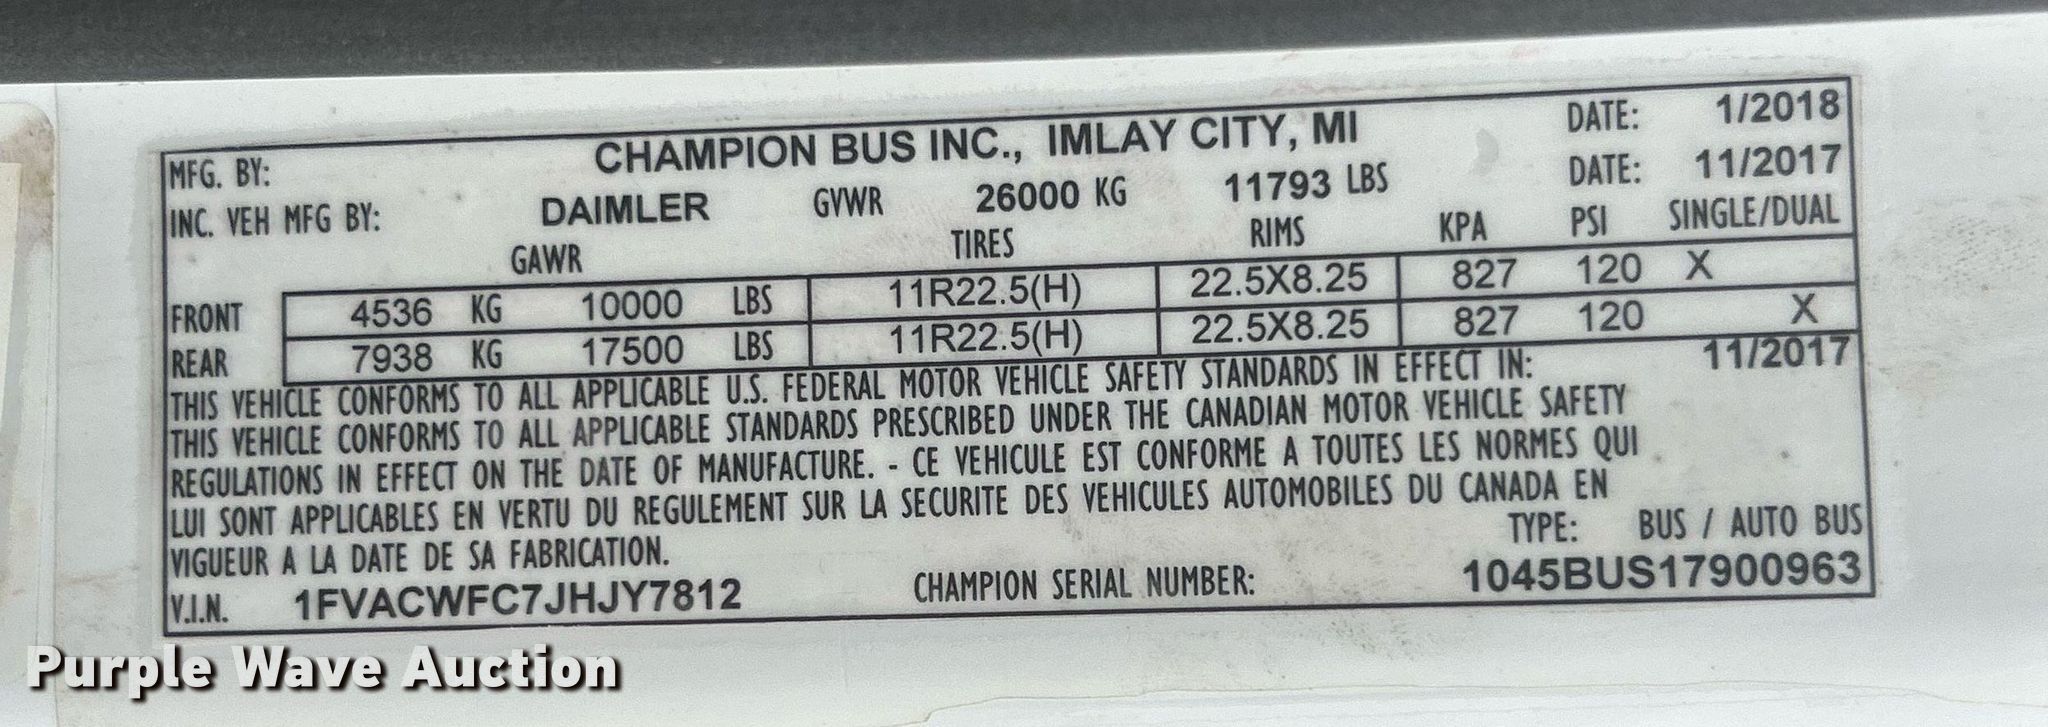 MFG. BY: CHAMPION BUS INC., IMLAY CITY, MI DATE: 1/2018
INC. VEH MFG BY: DAIMLER GVWR 26000 KG 11793 LBS DATE: 11/2017
GAWR TIRES RIMS KPA PSI SINGLE/DUAL
FRONT 4536 KG 10000 LBS 11R22.5(H) 22.5X8.25 827 120 X
REAR 7938 KG 17500 LBS 11R22.5(H) 22.5X8.25 827 120 X
THIS VEHICLE CONFORMS TO ALL APPLICABLE U.S. FEDERAL MOTOR VEHICLE SAFETY STANDARDS IN EFFECT IN: 11/2017
THIS VEHICLE CONFORMS TO ALL APPLICABLE STANDARDS PRESCRIBED UNDER THE CANADIAN MOTOR VEHICLE SAFETY
REGULATIONS IN EFFECT ON THE DATE OF MANUFACTURE. - CE VEHICULE EST CONFORME A TOUTES LES NORMES QUI
LUI SONT APPLICABLES EN VERTU DU REGULEMENT SUR LA SECURITE DES VEHICULES AUTOMOBILES DU CANADA EN
VIGUEUR A LA DATE DE SA FABRICATION. TYPE: BUS / AUTO BUS
V.I.N. 1FVACWFC7JHJY7812 CHAMPION SERIAL NUMBER: 1045BUS17900963
Purple Wave Auction